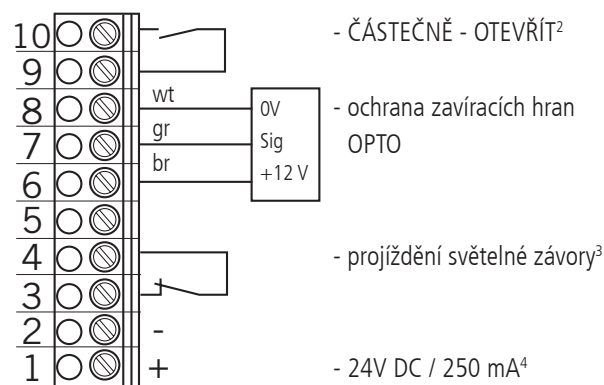 10 - ČÁSTEČNĚ - OTEVŘÍT²
9
8 wt 0V - ochrana zavíracích hran
7 gr Sig OPTO
6 br +12 V
5
4 - projíždění světelné závory³
3
2 -
1 + - 24V DC / 250 mA⁴